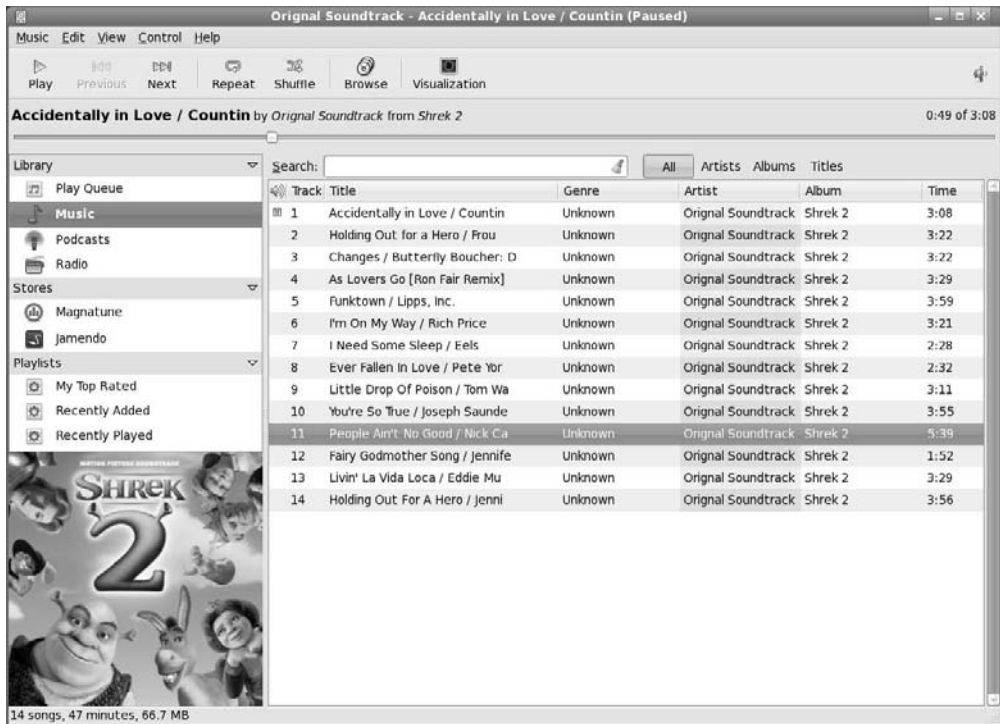 Orignal Soundtrack - Accidentally in Love / Countin (Paused)
Music Edit View Control Help
Play Previous Next Repeat Shuffle Browse Visualization
Accidentally in Love / Countin by Orignal Soundtrack from Shrek 2 0:49 of 3:08
Library
Play Queue
Music
Podcasts
Radio
Stores
Magnatune
Jamendo
Playlists
My Top Rated
Recently Added
Recently Played
MOTION PICTURE SOUNDTRACK
SHREK
2
Search: All Artists Albums Titles
Track Title Genre Artist Album Time
1 Accidentally in Love / Countin Unknown Orignal Soundtrack Shrek 2 3:08
2 Holding Out for a Hero / Frou Unknown Orignal Soundtrack Shrek 2 3:22
3 Changes / Butterfly Boucher: D Unknown Orignal Soundtrack Shrek 2 3:22
4 As Lovers Go [Ron Fair Remix] Unknown Orignal Soundtrack Shrek 2 3:29
5 Funktown / Lipps, Inc. Unknown Orignal Soundtrack Shrek 2 3:59
6 I'm On My Way / Rich Price Unknown Orignal Soundtrack Shrek 2 3:21
7 I Need Some Sleep / Eels Unknown Orignal Soundtrack Shrek 2 2:28
8 Ever Fallen In Love / Pete Yor Unknown Orignal Soundtrack Shrek 2 2:32
9 Little Drop Of Poison / Tom Wa Unknown Orignal Soundtrack Shrek 2 3:11
10 You're So True / Joseph Saunde Unknown Orignal Soundtrack Shrek 2 3:55
11 People Ain't No Good / Nick Ca Unknown Orignal Soundtrack Shrek 2 5:39
12 Fairy Godmother Song / Jennife Unknown Orignal Soundtrack Shrek 2 1:52
13 Livin' La Vida Loca / Eddie Mu Unknown Orignal Soundtrack Shrek 2 3:29
14 Holding Out For A Hero / Jenni Unknown Orignal Soundtrack Shrek 2 3:56
14 songs, 47 minutes, 66.7 MB